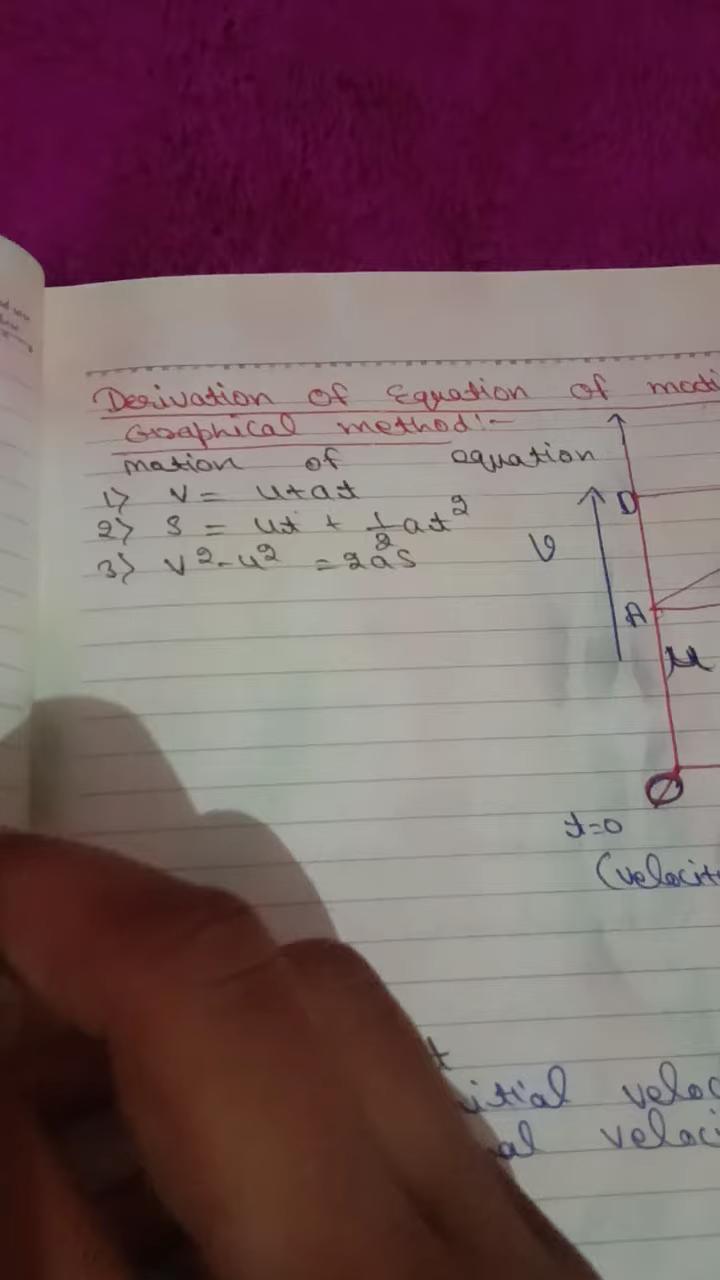 Derivation of Equation of moti
Graphical method:-
mation of equation
1) v = u+at
2) S = ut + 1/2 at²
3) v²-u² = 2as
D
v
A
u
O
t=0
(velocit
t
itial veloc
al veloci